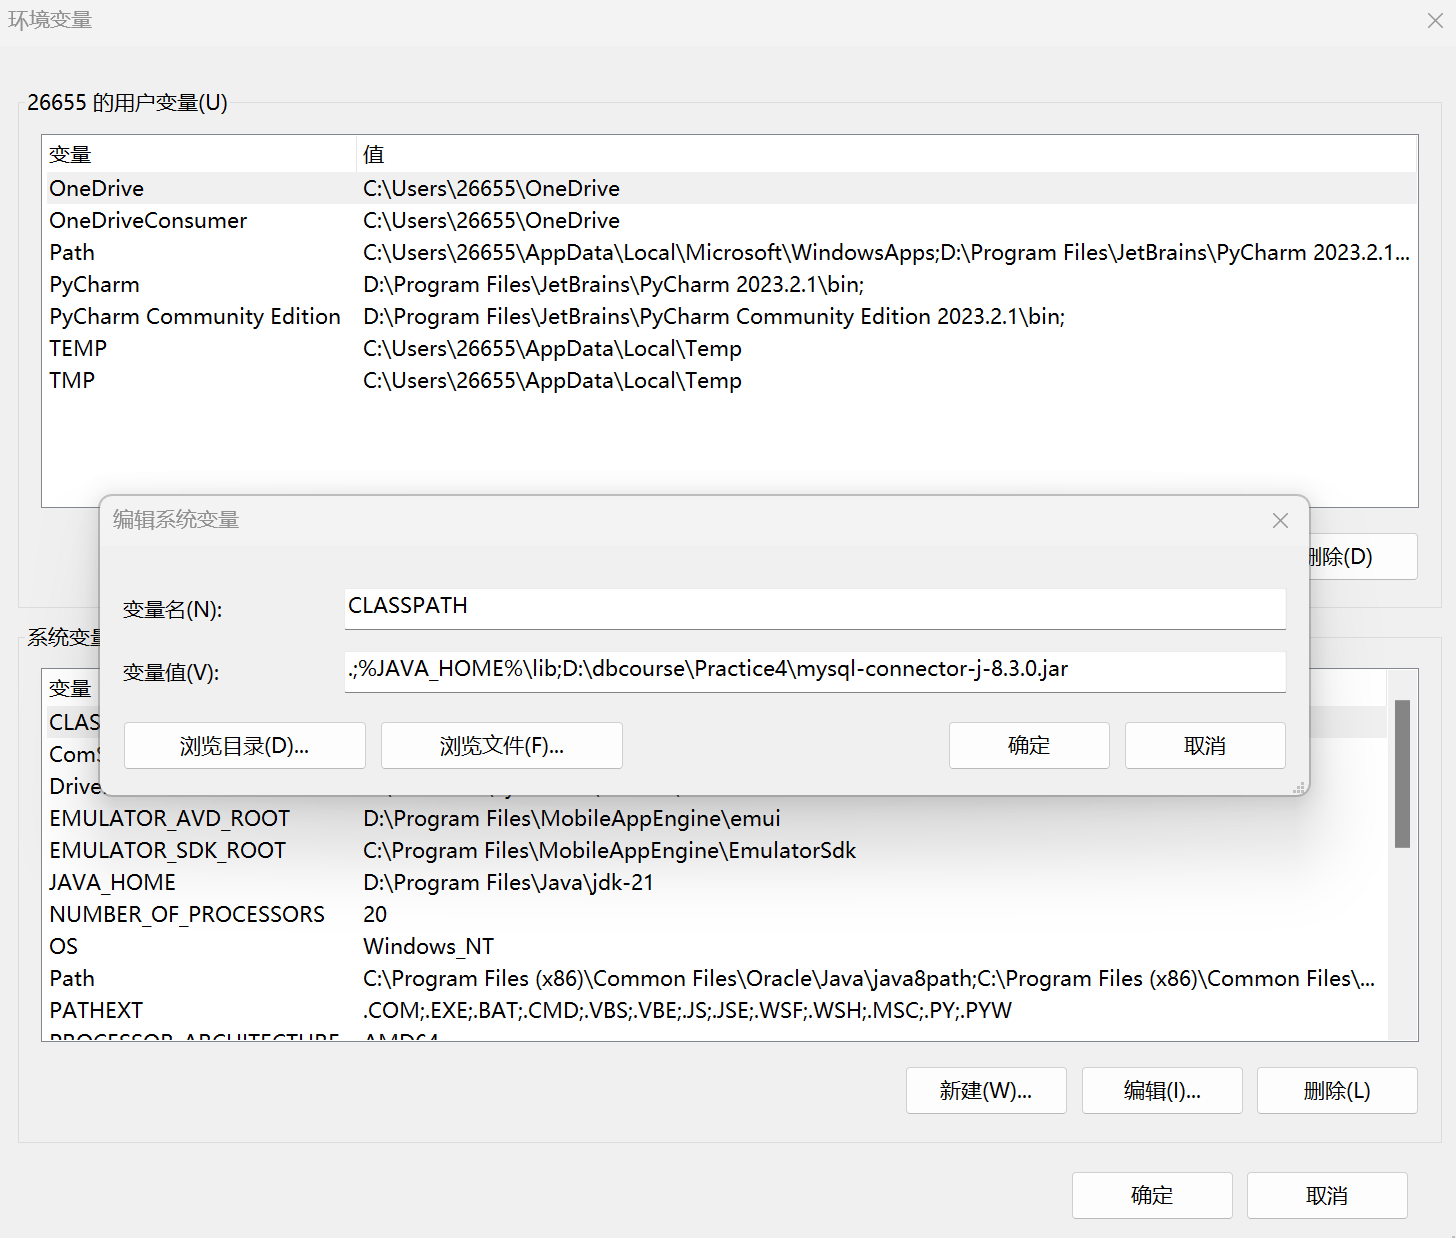 环境变量
26655 的用户变量(U)
变量 值
OneDrive C:\Users\26655\OneDrive
OneDriveConsumer C:\Users\26655\OneDrive
Path C:\Users\26655\AppData\Local\Microsoft\WindowsApps;D:\Program Files\JetBrains\PyCharm 2023.2.1...
PyCharm D:\Program Files\JetBrains\PyCharm 2023.2.1\bin;
PyCharm Community Edition D:\Program Files\JetBrains\PyCharm Community Edition 2023.2.1\bin;
TEMP C:\Users\26655\AppData\Local\Temp
TMP C:\Users\26655\AppData\Local\Temp
删除(D)
编辑系统变量
变量名(N): CLASSPATH
变量值(V): .;%JAVA_HOME%\lib;D:\dbcourse\Practice4\mysql-connector-j-8.3.0.jar
浏览目录(D)... 浏览文件(F)... 确定 取消
系统变量
变量
CLAS
Com
Drive
EMULATOR_AVD_ROOT D:\Program Files\MobileAppEngine\emui
EMULATOR_SDK_ROOT C:\Program Files\MobileAppEngine\EmulatorSdk
JAVA_HOME D:\Program Files\Java\jdk-21
NUMBER_OF_PROCESSORS 20
OS Windows_NT
Path C:\Program Files (x86)\Common Files\Oracle\Java\java8path;C:\Program Files (x86)\Common Files\...
PATHEXT .COM;.EXE;.BAT;.CMD;.VBS;.VBE;.JS;.JSE;.WSF;.WSH;.MSC;.PY;.PYW
PROCESSOR_ARCHITECTURE AMD64
新建(W)... 编辑(I)... 删除(L)
确定 取消